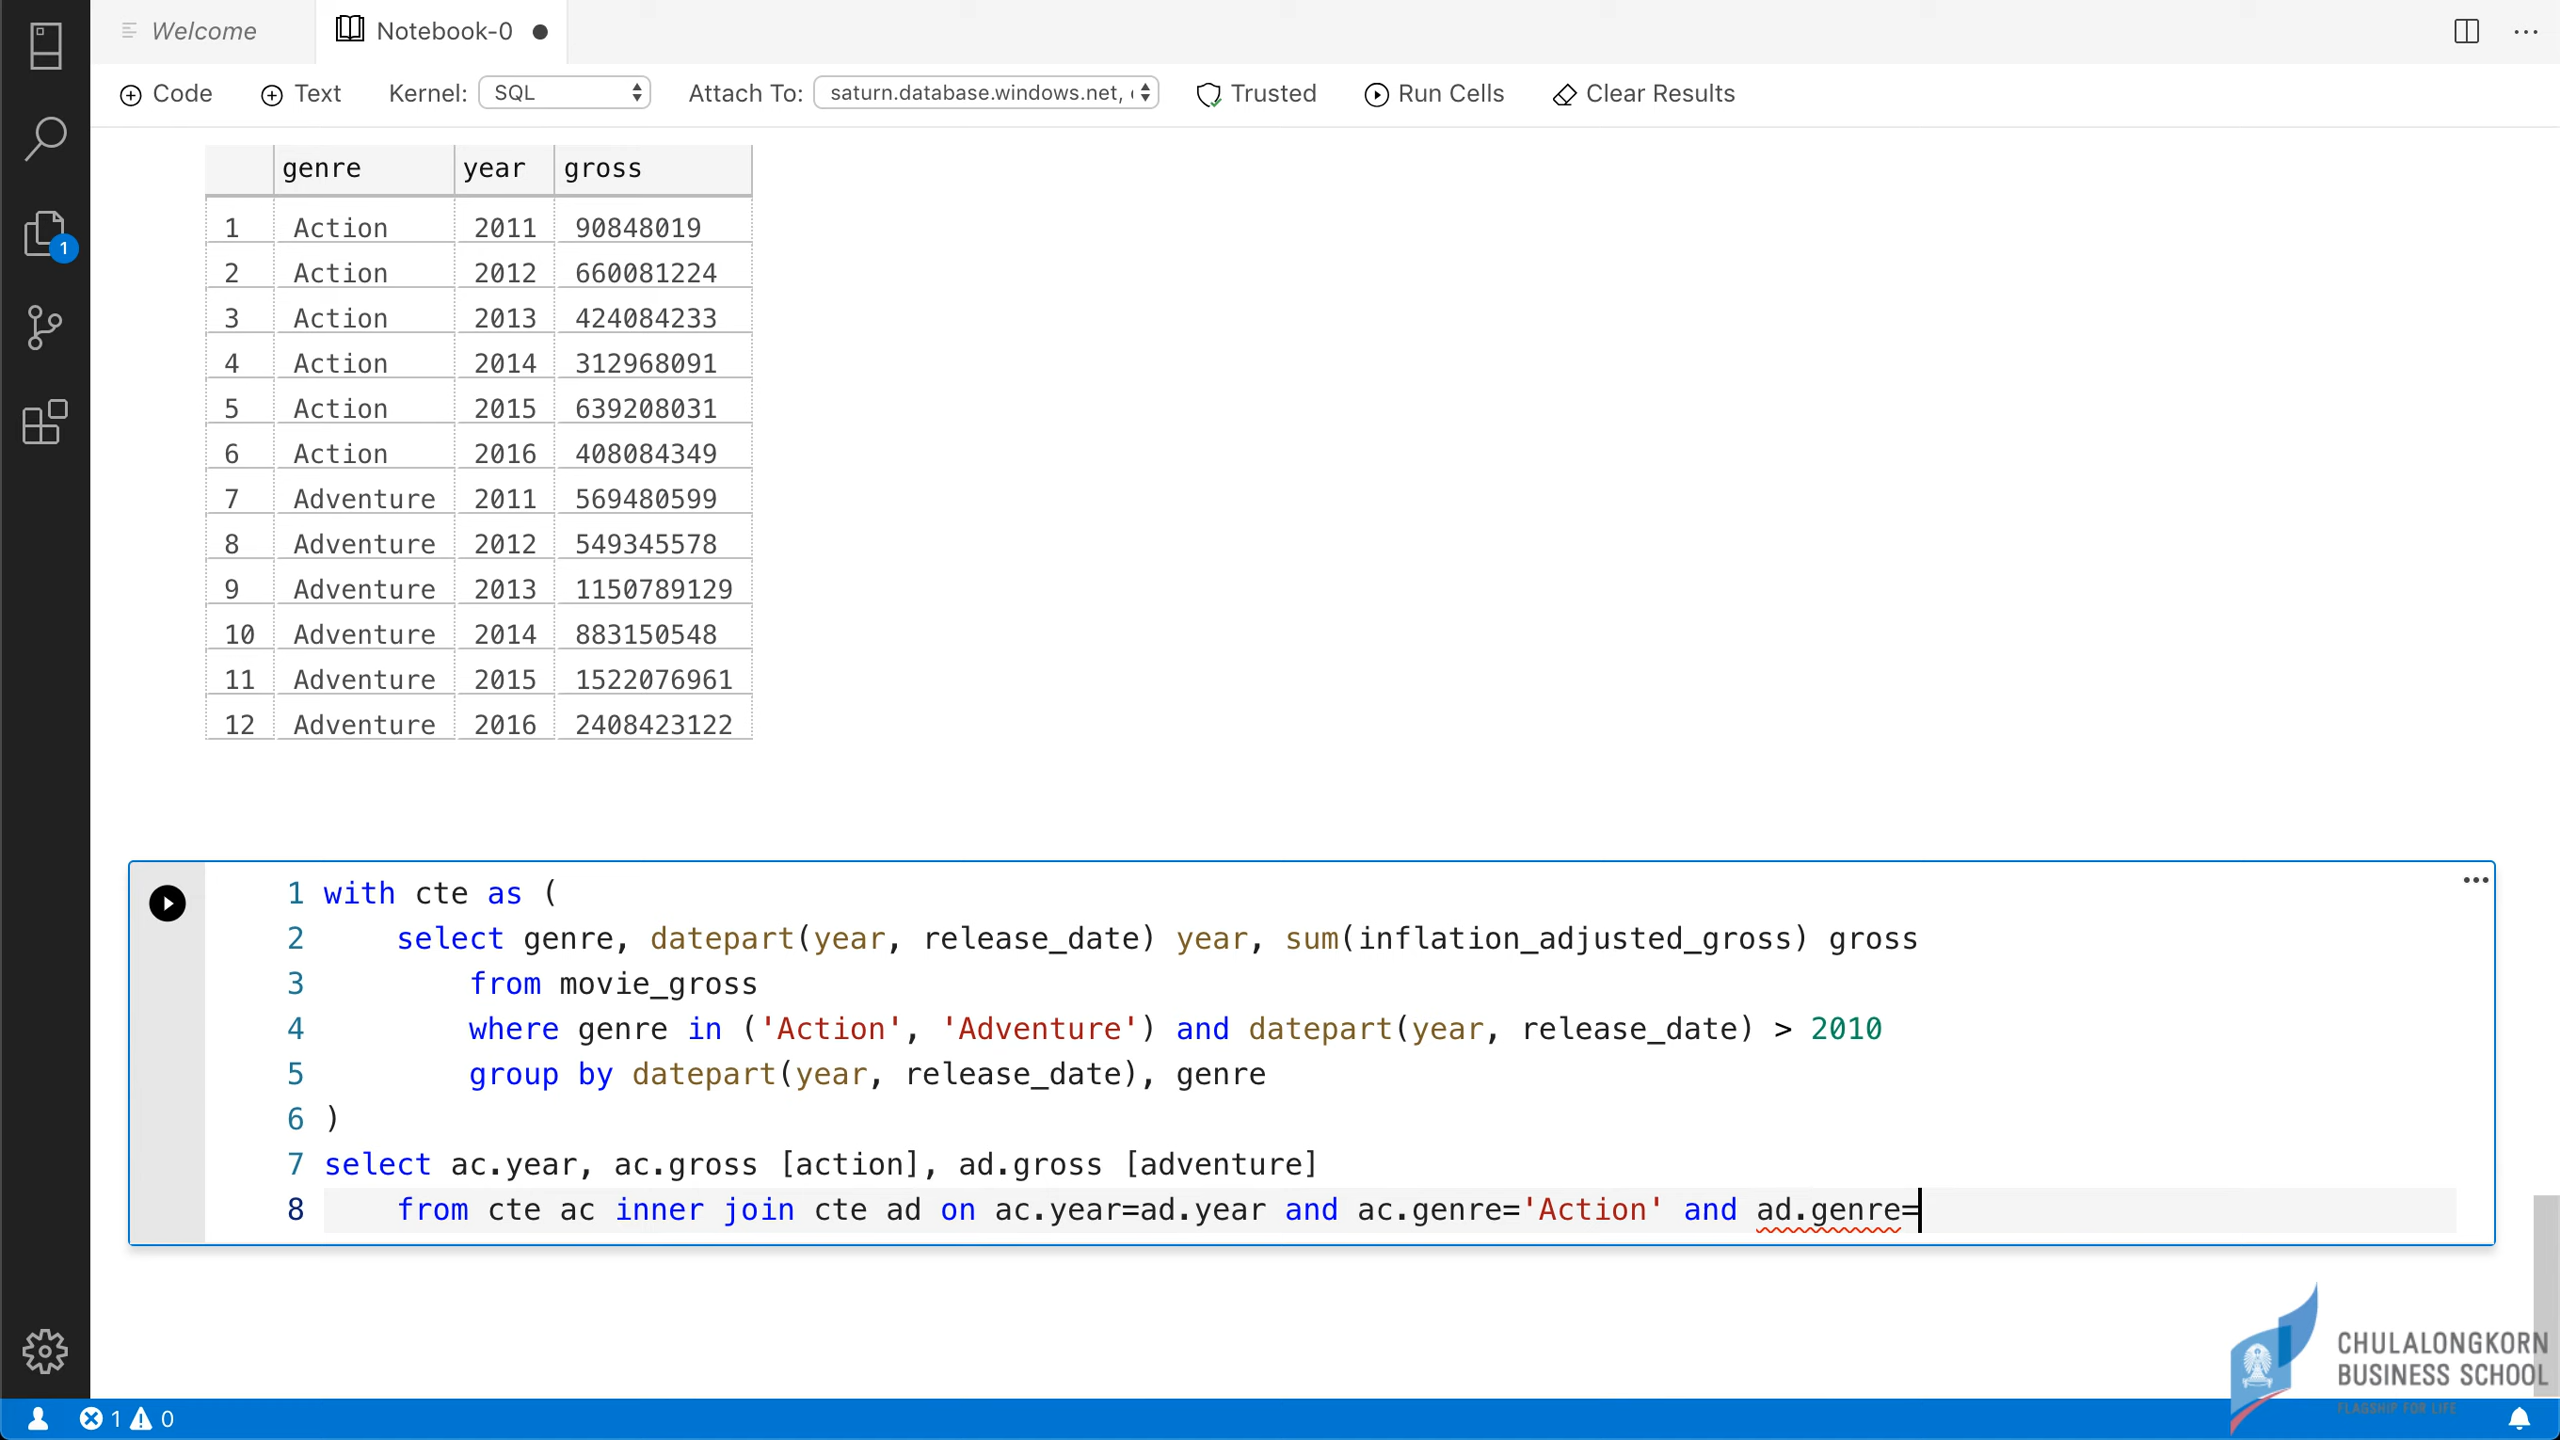 Welcome
Notebook-0
Code Text Kernel: SQL Attach To: saturn.database.windows.net, Trusted Run Cells Clear Results
genre year gross
1 Action 2011 90848019
2 Action 2012 660081224
3 Action 2013 424084233
4 Action 2014 312968091
5 Action 2015 639208031
6 Action 2016 408084349
7 Adventure 2011 569480599
8 Adventure 2012 549345578
9 Adventure 2013 1150789129
10 Adventure 2014 883150548
11 Adventure 2015 1522076961
12 Adventure 2016 2408423122
1
1 with cte as (
2 select genre, datepart(year, release_date) year, sum(inflation_adjusted_gross) gross
3 from movie_gross
4 where genre in ('Action', 'Adventure') and datepart(year, release_date) > 2010
5 group by datepart(year, release_date), genre
6 )
7 select ac.year, ac.gross [action], ad.gross [adventure]
8 from cte ac inner join cte ad on ac.year=ad.year and ac.genre='Action' and ad.genre=
CHULALONGKORN
BUSINESS SCHOOL
FLAGSHIP FOR LIFE
1 0